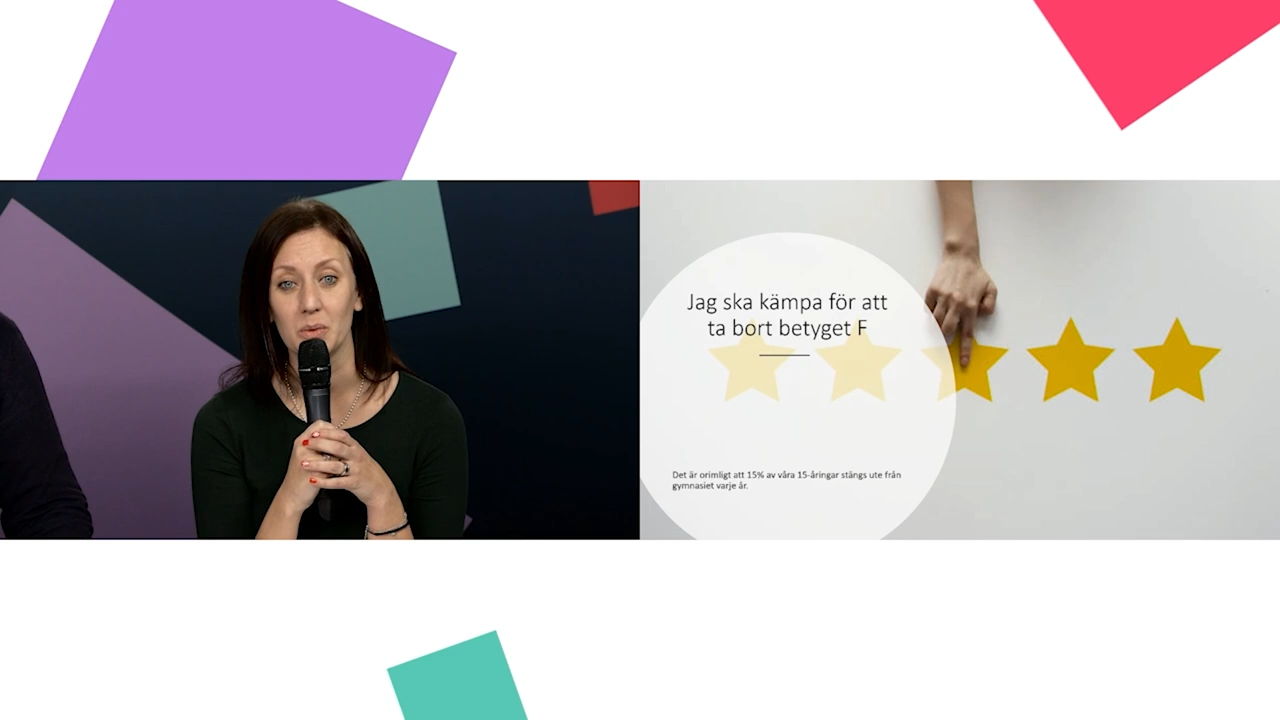 Jag ska kämpa för att
ta bort betyget F
Det är orimligt att 15% av våra 15-åringar stängs ute från
gymnasiet varje år.